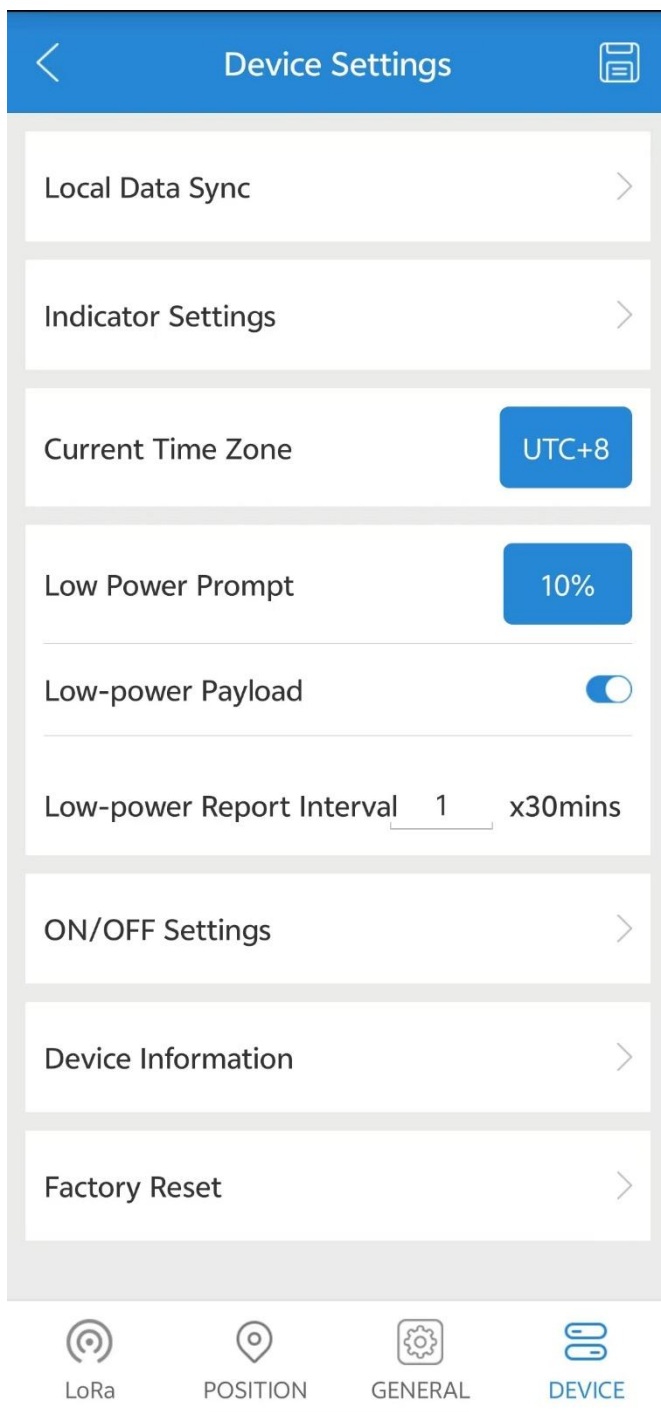 Device Settings
Local Data Sync
Indicator Settings
Current Time Zone UTC+8
Low Power Prompt 10%
Low-power Payload
Low-power Report Interval 1 x30mins
ON/OFF Settings
Device Information
Factory Reset
LoRa POSITION GENERAL DEVICE